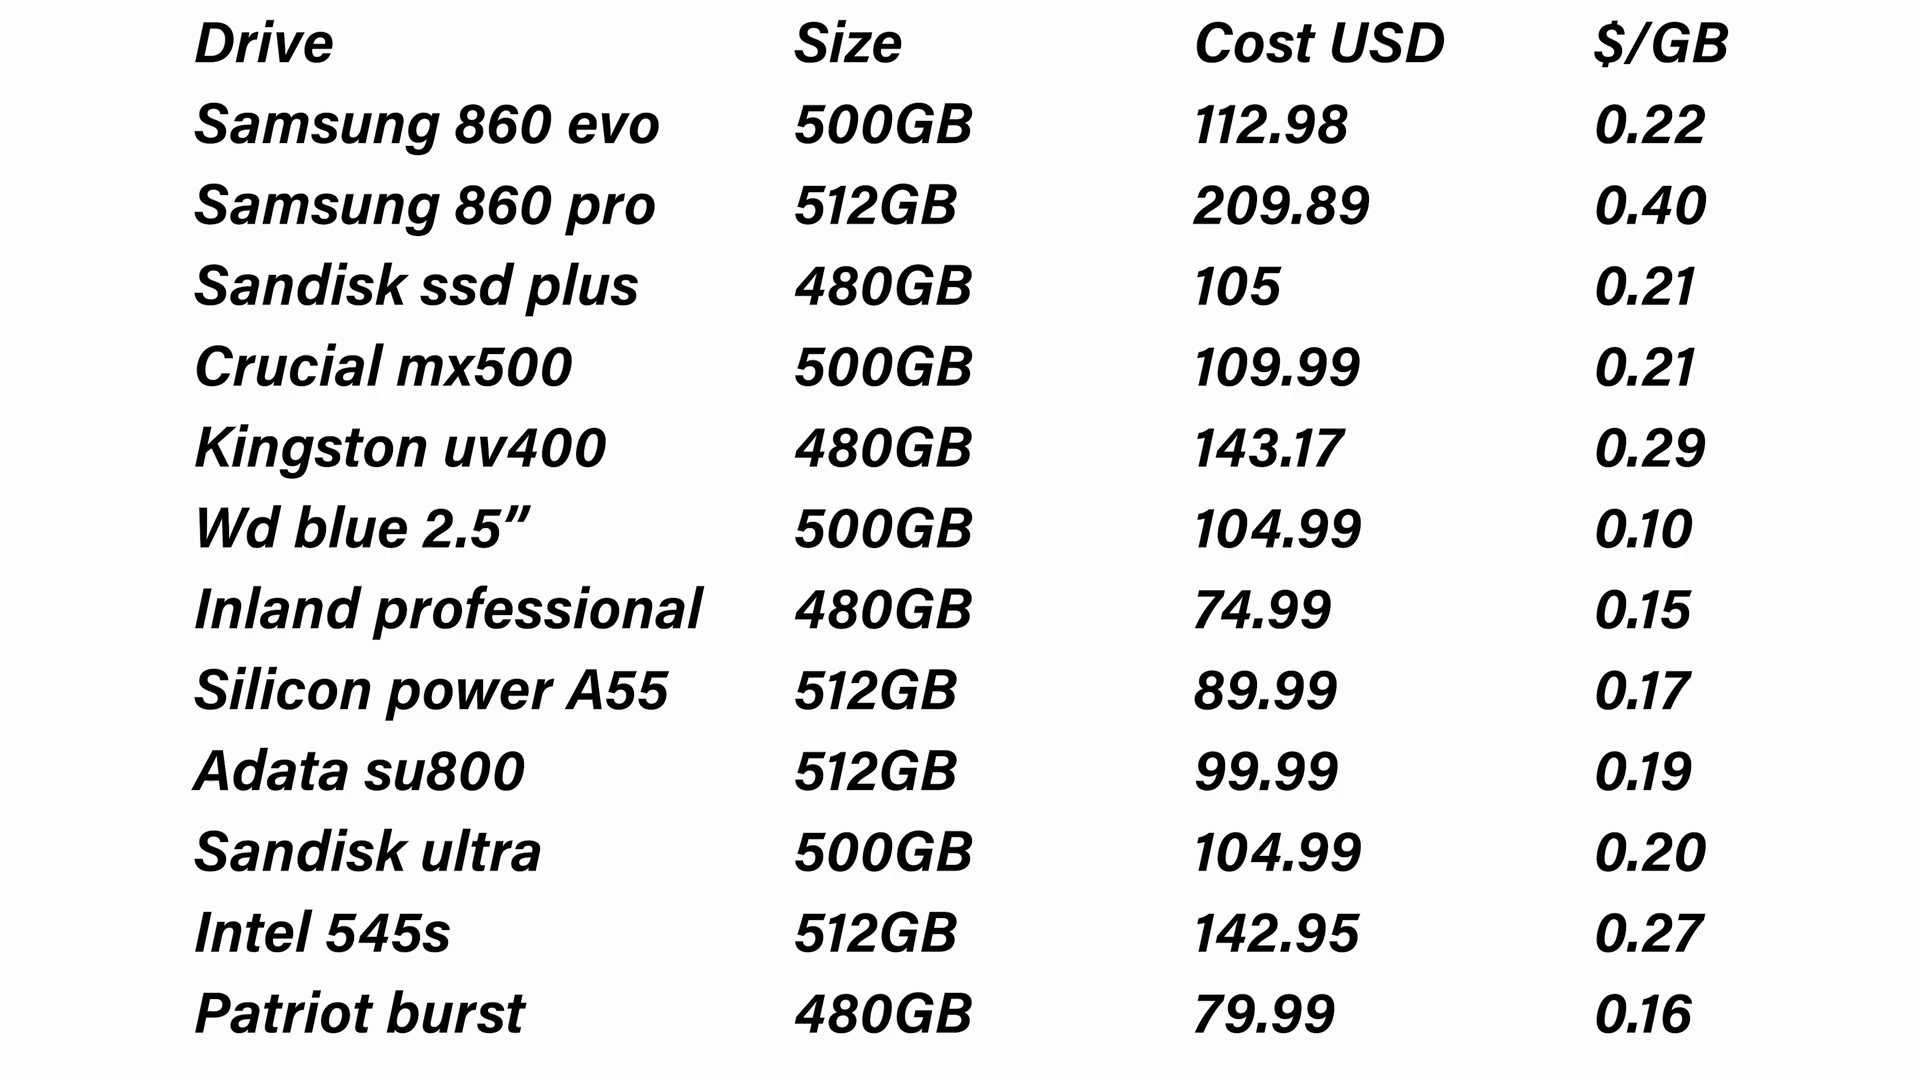 Drive Size Cost USD $/GB
Samsung 860 evo 500GB 112.98 0.22
Samsung 860 pro 512GB 209.89 0.40
Sandisk ssd plus 480GB 105 0.21
Crucial mx500 500GB 109.99 0.21
Kingston uv400 480GB 143.17 0.29
Wd blue 2.5” 500GB 104.99 0.10
Inland professional 480GB 74.99 0.15
Silicon power A55 512GB 89.99 0.17
Adata su800 512GB 99.99 0.19
Sandisk ultra 500GB 104.99 0.20
Intel 545s 512GB 142.95 0.27
Patriot burst 480GB 79.99 0.16